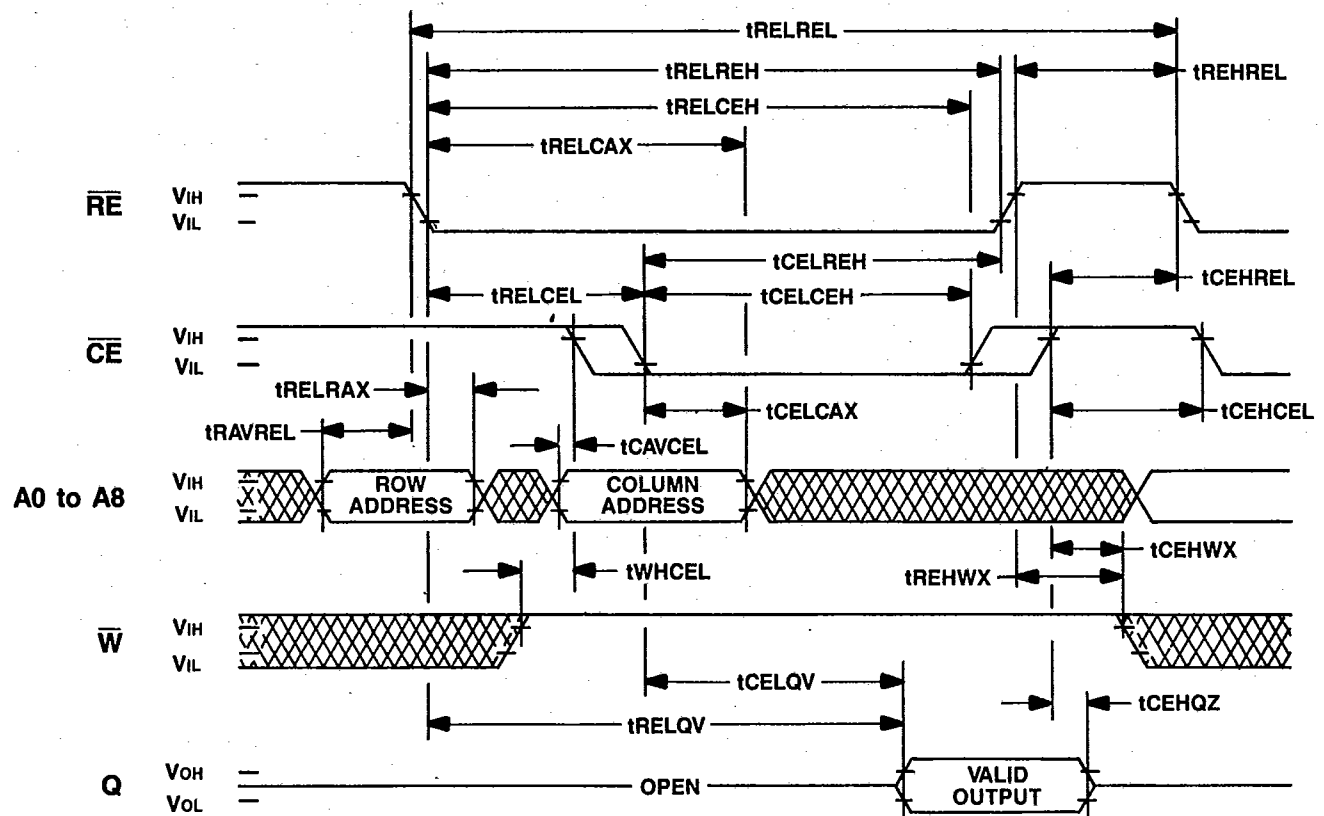 tRELREL
tRELREH
tREHREL
tRELCEH
tRELCAX
RE
VIH
VIL
tCELREH
tCEHREL
tRELCEL
tCELCEH
CE
VIH
VIL
tRELRAX
tCELCAX
tCEHCEL
tRAVREL
tCAVCEL
A0 to A8
VIH
VIL
ROW
ADDRESS
COLUMN
ADDRESS
tCEHWX
tWHCEL
tREHWX
W
VIH
VIL
tCELQV
tCEHQZ
tRELQV
Q
VOH
VOL
OPEN
VALID
OUTPUT